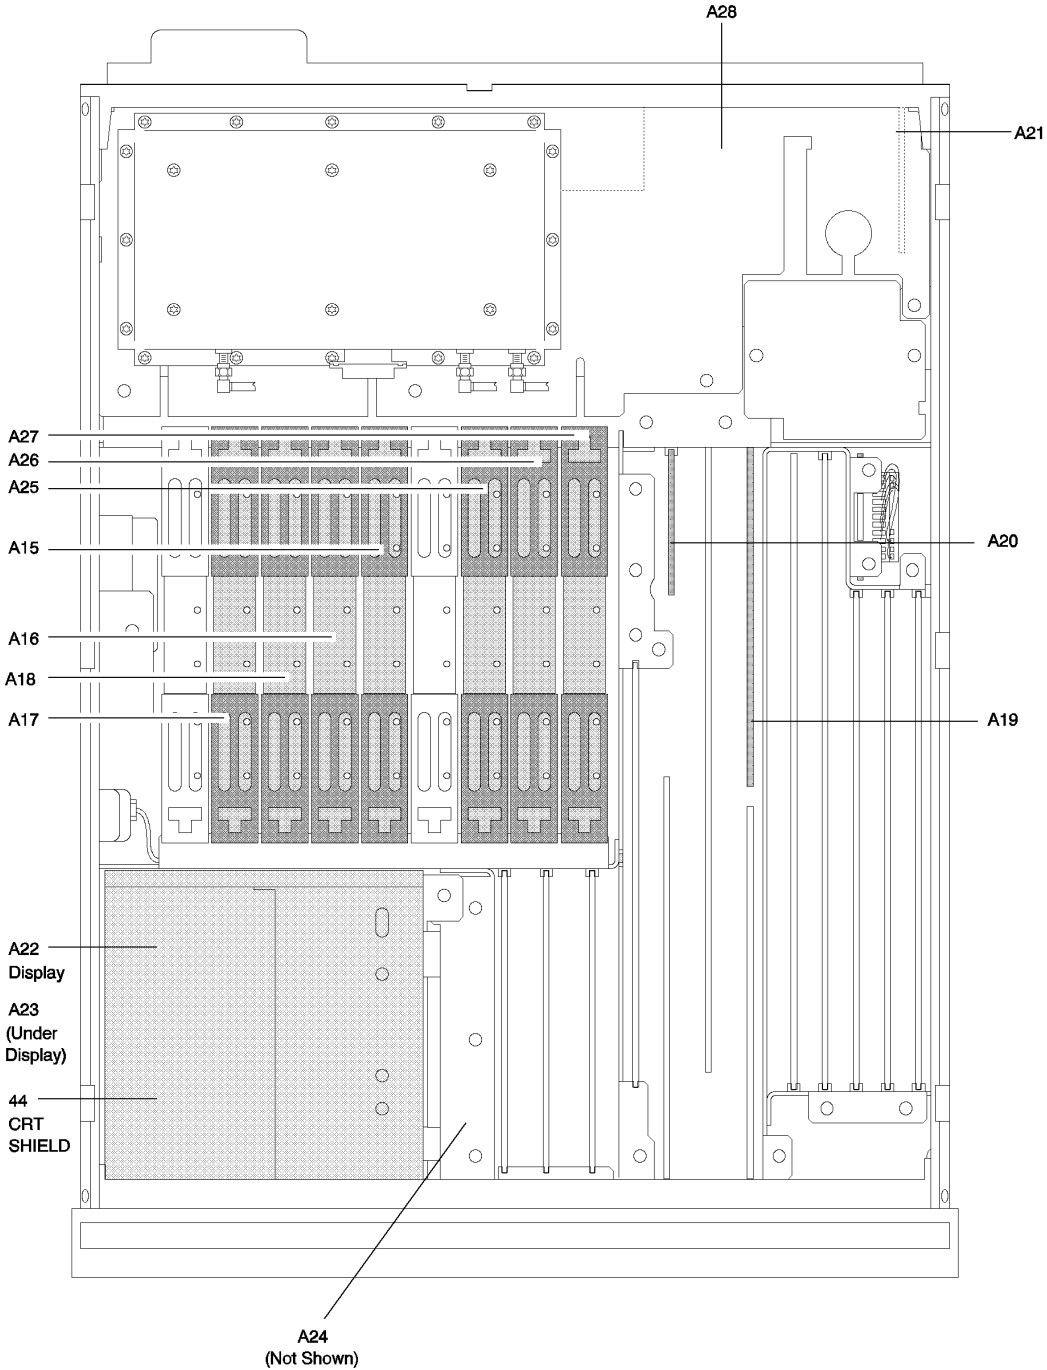 A28
A21
A27
A26
A25
A15
A20
A16
A18
A17
A19
A22
Display
A23
(Under
Display)
44
CRT
SHIELD
A24
(Not Shown)